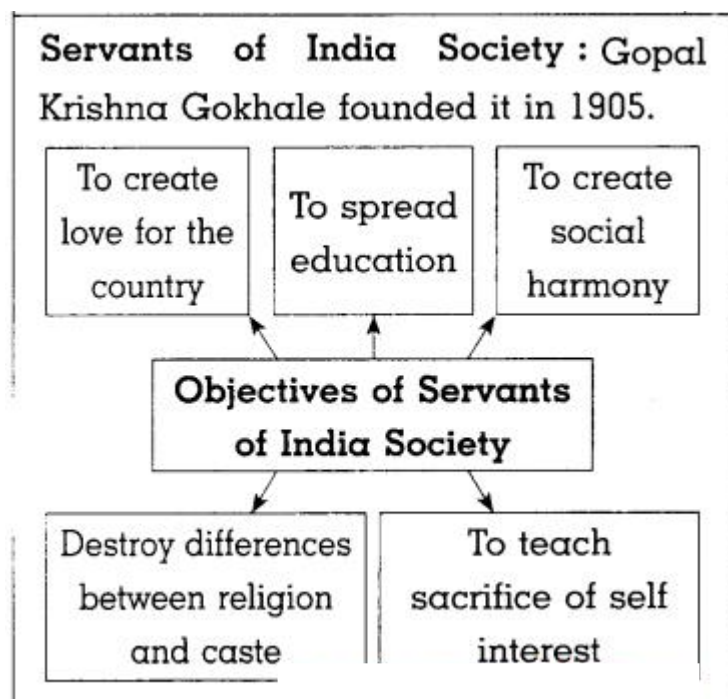 Servants of India Society : Gopal
Krishna Gokhale founded it in 1905.
To create
love for the
country
To spread
education
To create
social
harmony
Objectives of Servants
of India Society
Destroy differences
between religion
and caste
To teach
sacrifice of self
interest